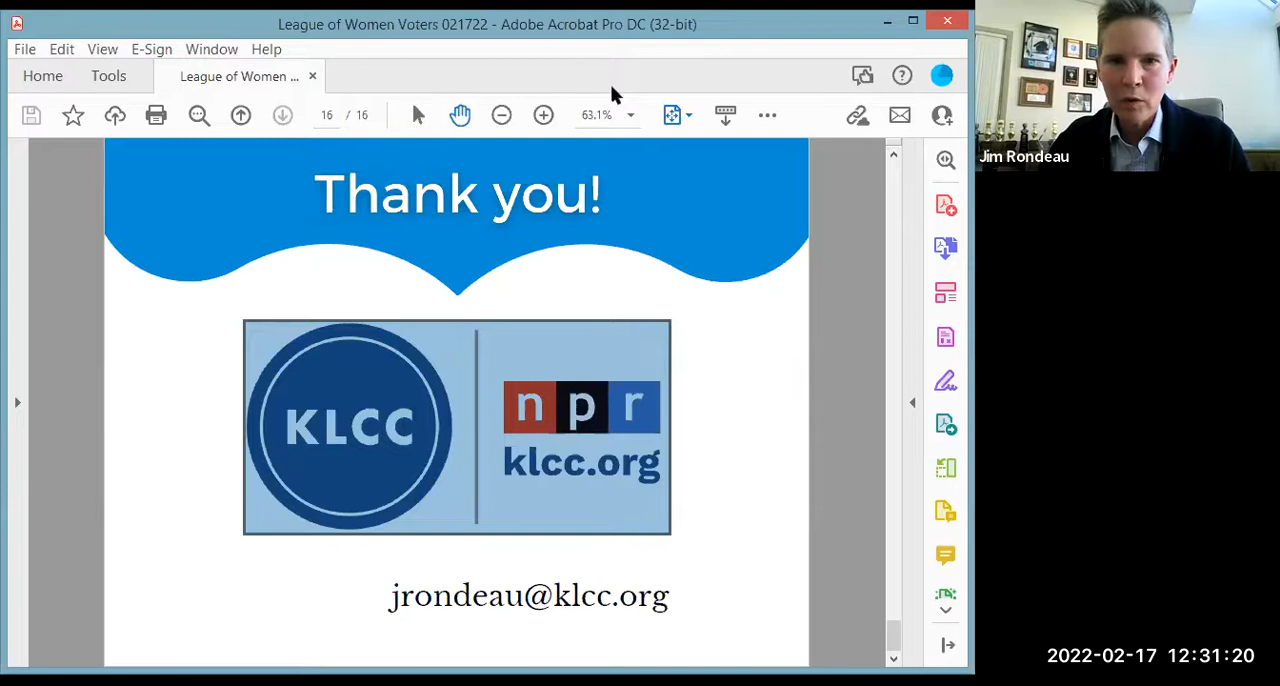 League of Women Voters 021722 - Adobe Acrobat Pro DC (32-bit)
File Edit View E-Sign Window Help
Home Tools League of Women ...
16 / 16 63.1%
Thank you!
KLCC
npr
klcc.org
jrondeau@klcc.org
Jim Rondeau
2022-02-17 12:31:20